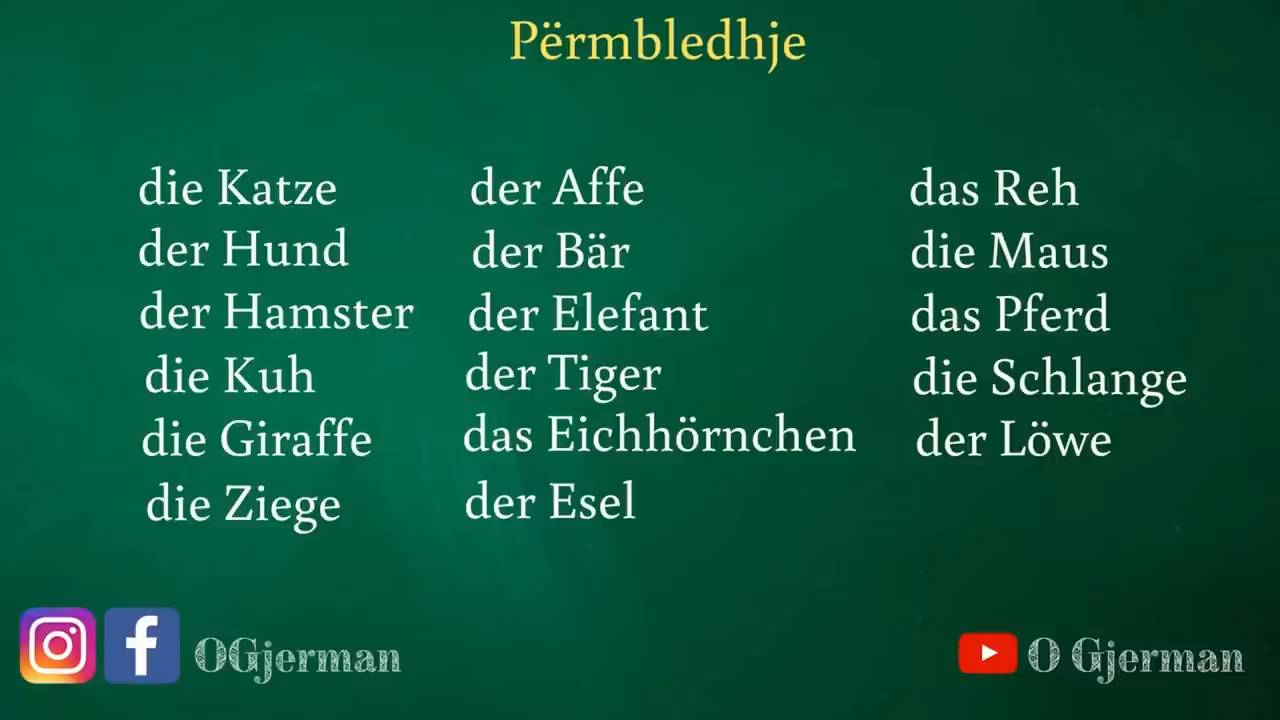 Përmbledhje
die Katze
der Hund
der Hamster
die Kuh
die Giraffe
die Ziege
der Affe
der Bär
der Elefant
der Tiger
das Eichhörnchen
der Esel
das Reh
die Maus
das Pferd
die Schlange
der Löwe
OGjerman
O Gjerman